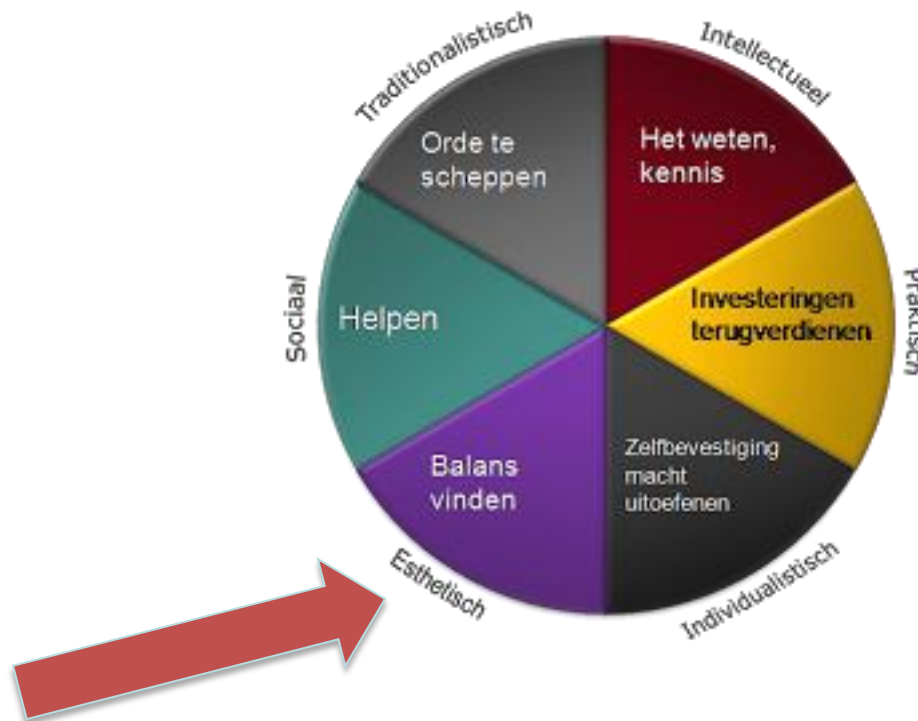 Traditionalistisch
Intellectueel
Orde te
scheppen
Het weten,
kennis
Sociaal
Helpen
Investeringen
terugverdienen
Praktisch
Balans
vinden
Zelfbevestiging
macht
uitoefenen
Esthetisch
Individualistisch